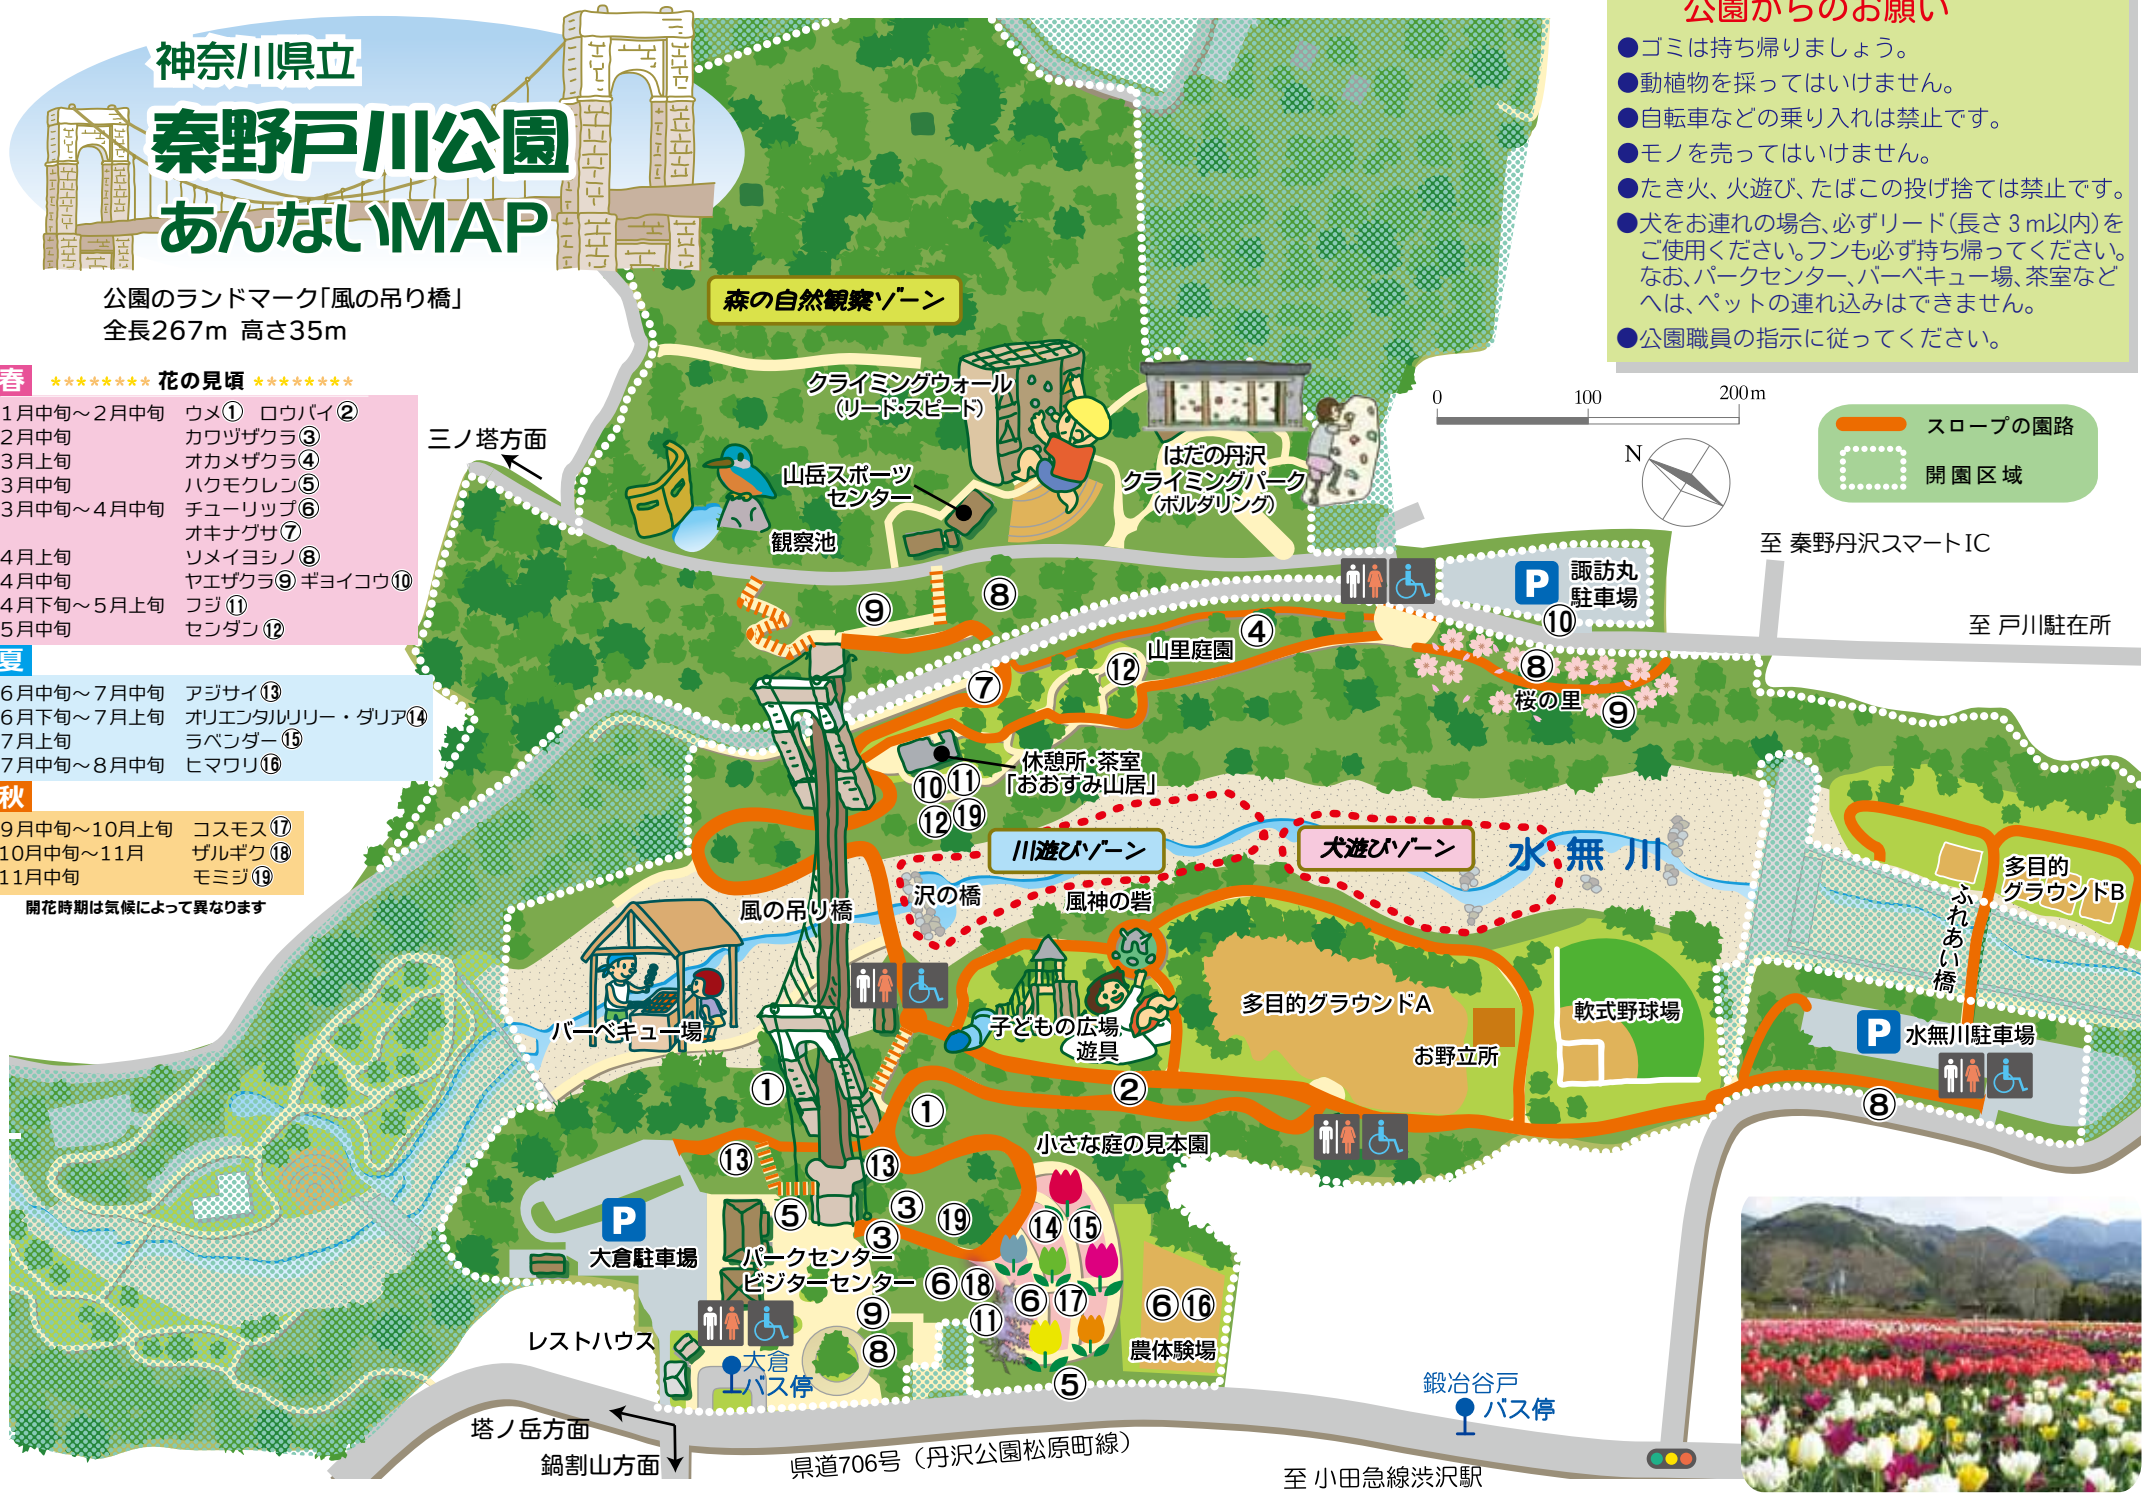 神奈川県立
秦野戸川公園
あんないMAP
公園のランドマーク「風の吊り橋」
全長267m 高さ35m
春 ******** 花の見頃 ********
1月中旬～2月中旬 ウメ① ロウバイ②
2月中旬 カワヅザクラ③
3月上旬 オカメザクラ④
3月中旬 ハクモクレン⑤
3月中旬～4月中旬 チューリップ⑥
オキナグサ⑦
4月上旬 ソメイヨシノ⑧
4月中旬 ヤエザクラ⑨ ギョイコウ⑩
4月下旬～5月上旬 フジ⑪
5月中旬 センダン⑫
夏
6月中旬～7月中旬 アジサイ⑬
6月下旬～7月上旬 オリエンタルリリー・ダリア⑭
7月上旬 ラベンダー⑮
7月中旬～8月中旬 ヒマワリ⑯
秋
9月中旬～10月上旬 コスモス⑰
10月中旬～11月 ザルギク⑱
11月中旬 モミジ⑲
開花時期は気候によって異なります
公園からのお願い
●ゴミは持ち帰りましょう。
●動植物を採ってはいけません。
●自転車などの乗り入れは禁止です。
●モノを売ってはいけません。
●たき火、火遊び、たばこの投げ捨ては禁止です。
●犬をお連れの場合、必ずリード（長さ3m以内）を
ご使用ください。フンも必ず持ち帰ってください。
なお、パークセンター、バーベキュー場、茶室など
へは、ペットの連れ込みはできません。
●公園職員の指示に従ってください。
0 100 200m
N
スロープの園路
開園区域
森の自然観察ゾーン
クライミングウォール
（リード・スピード）
三ノ塔方面
山岳スポーツ
センター
観察池
はだの丹沢
クライミングパーク
（ボルダリング）
至 秦野丹沢スマートIC
至 戸川駐在所
P 諏訪丸
駐車場
⑩
⑨
⑧
④
山里庭園
⑫
⑦
⑧
桜の里
⑨
休憩所・茶室
「おおすみ山居」
⑩ ⑪
⑫ ⑲
川遊びゾーン
犬遊びゾーン
水無川
沢の橋
風神の砦
風の吊り橋
多目的
グラウンドB
ふれあい橋
バーベキュー場
子どもの広場
遊具
多目的グラウンドA
お野立所
軟式野球場
P 水無川駐車場
⑧
①
①
②
小さな庭の見本園
⑬
⑬
⑤
③
③
⑲
⑭ ⑮
P
大倉駐車場
パークセンター
ビジターセンター
⑥ ⑱
⑪
⑥ ⑰
⑥ ⑯
農体験場
⑨
⑧
⑤
レストハウス
大倉
バス停
鍛冶谷戸
バス停
塔ノ岳方面
鍋割山方面
県道706号（丹沢公園松原町線）
至 小田急線渋沢駅